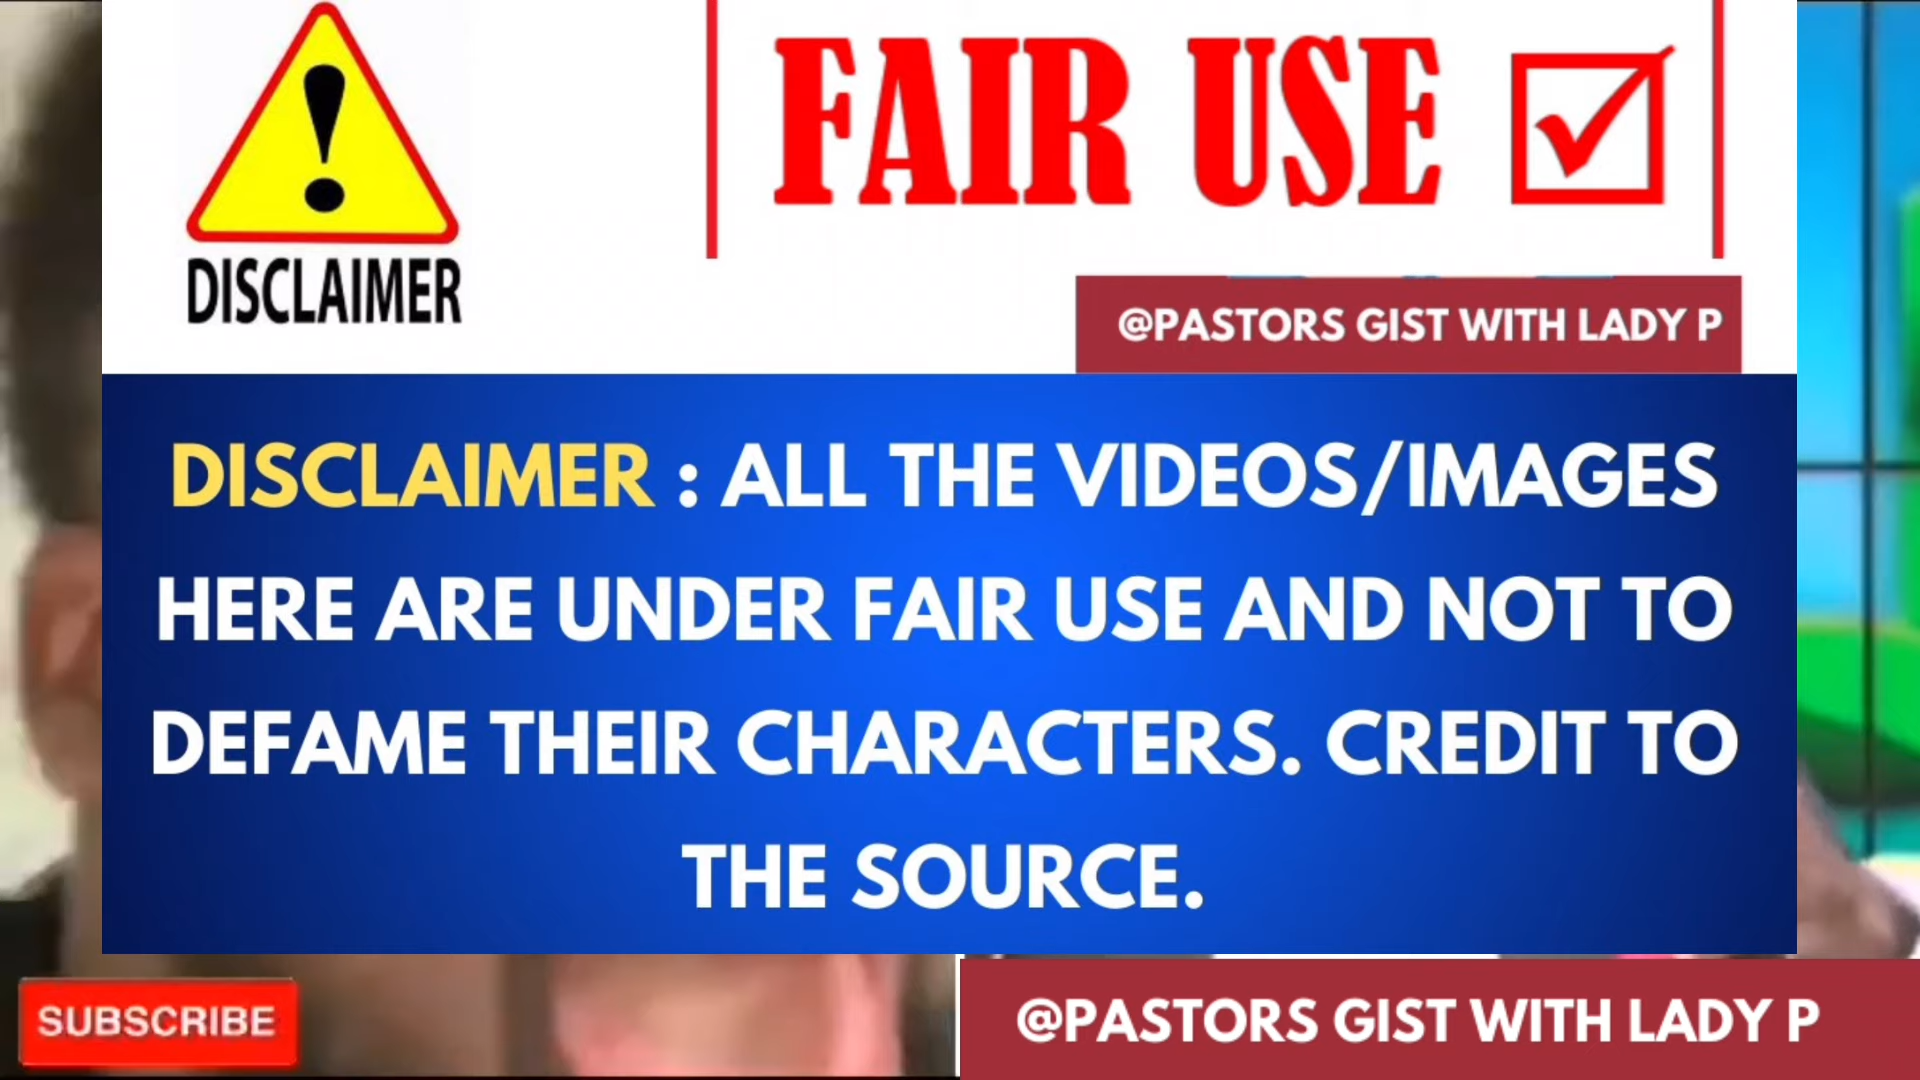 FAIR USE
DISCLAIMER
@PASTORS GIST WITH LADY P
DISCLAIMER : ALL THE VIDEOS/IMAGES
HERE ARE UNDER FAIR USE AND NOT TO
DEFAME THEIR CHARACTERS. CREDIT TO
THE SOURCE.
SUBSCRIBE
@PASTORS GIST WITH LADY P